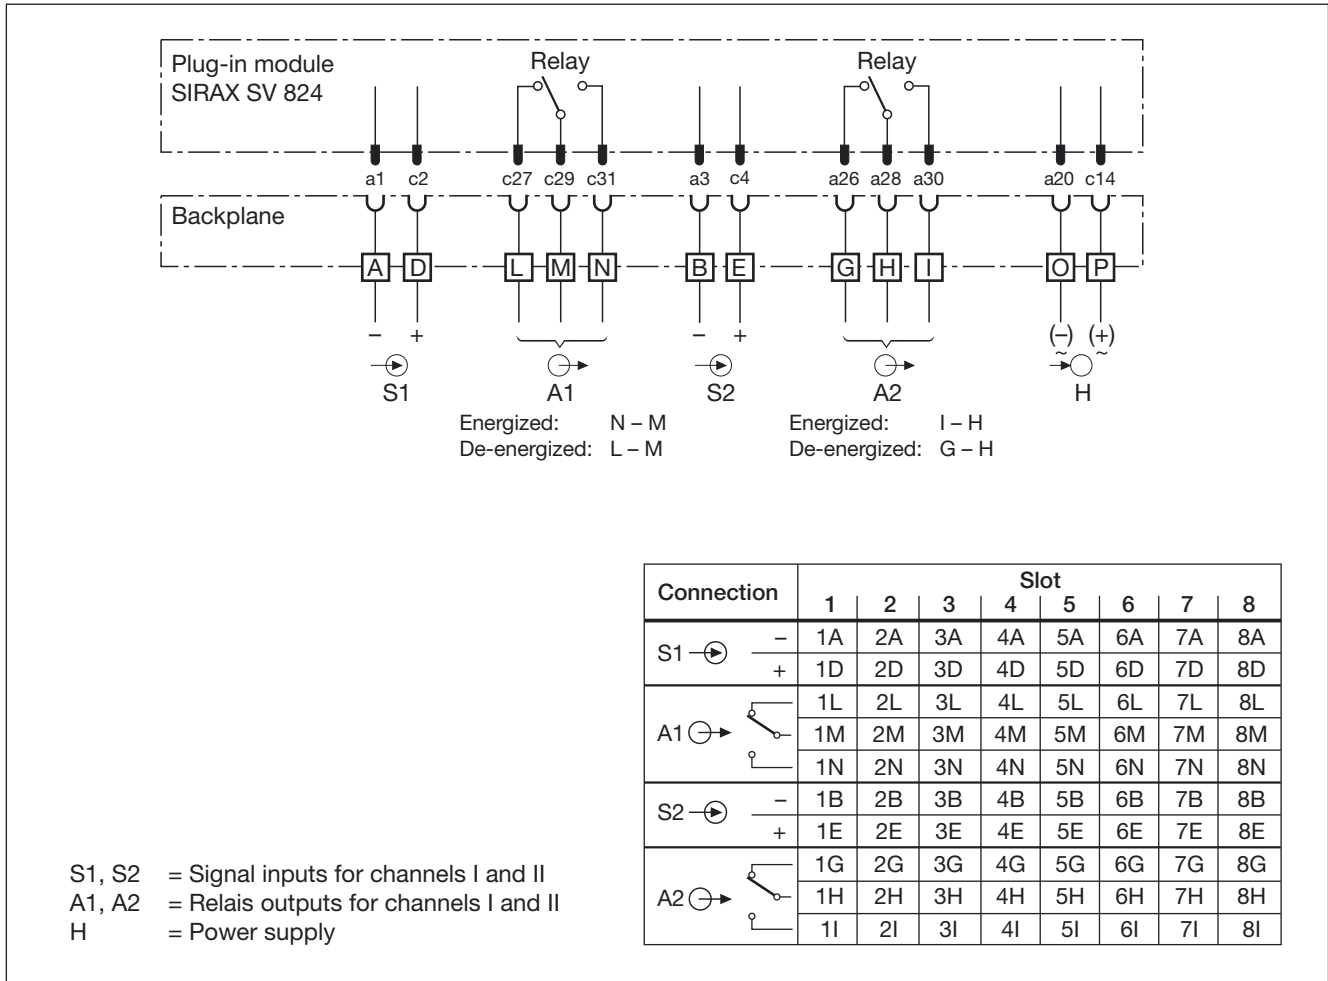 Plug-in module
SIRAX SV 824
Relay
Relay
a1 c2 c27 c29 c31 a3 c4 a26 a28 a30 a20 c14
Backplane
A D L M N B E G H I O P
– + – + (–) (+)
~ ~
S1 A1 S2 A2 H
Energized: N – M
De-energized: L – M
Energized: I – H
De-energized: G – H
Connection Slot
1 2 3 4 5 6 7 8
S1 – 1A 2A 3A 4A 5A 6A 7A 8A
+ 1D 2D 3D 4D 5D 6D 7D 8D
1L 2L 3L 4L 5L 6L 7L 8L
A1 1M 2M 3M 4M 5M 6M 7M 8M
1N 2N 3N 4N 5N 6N 7N 8N
S2 – 1B 2B 3B 4B 5B 6B 7B 8B
+ 1E 2E 3E 4E 5E 6E 7E 8E
1G 2G 3G 4G 5G 6G 7G 8G
A2 1H 2H 3H 4H 5H 6H 7H 8H
1I 2I 3I 4I 5I 6I 7I 8I
S1, S2 = Signal inputs for channels I and II
A1, A2 = Relais outputs for channels I and II
H = Power supply